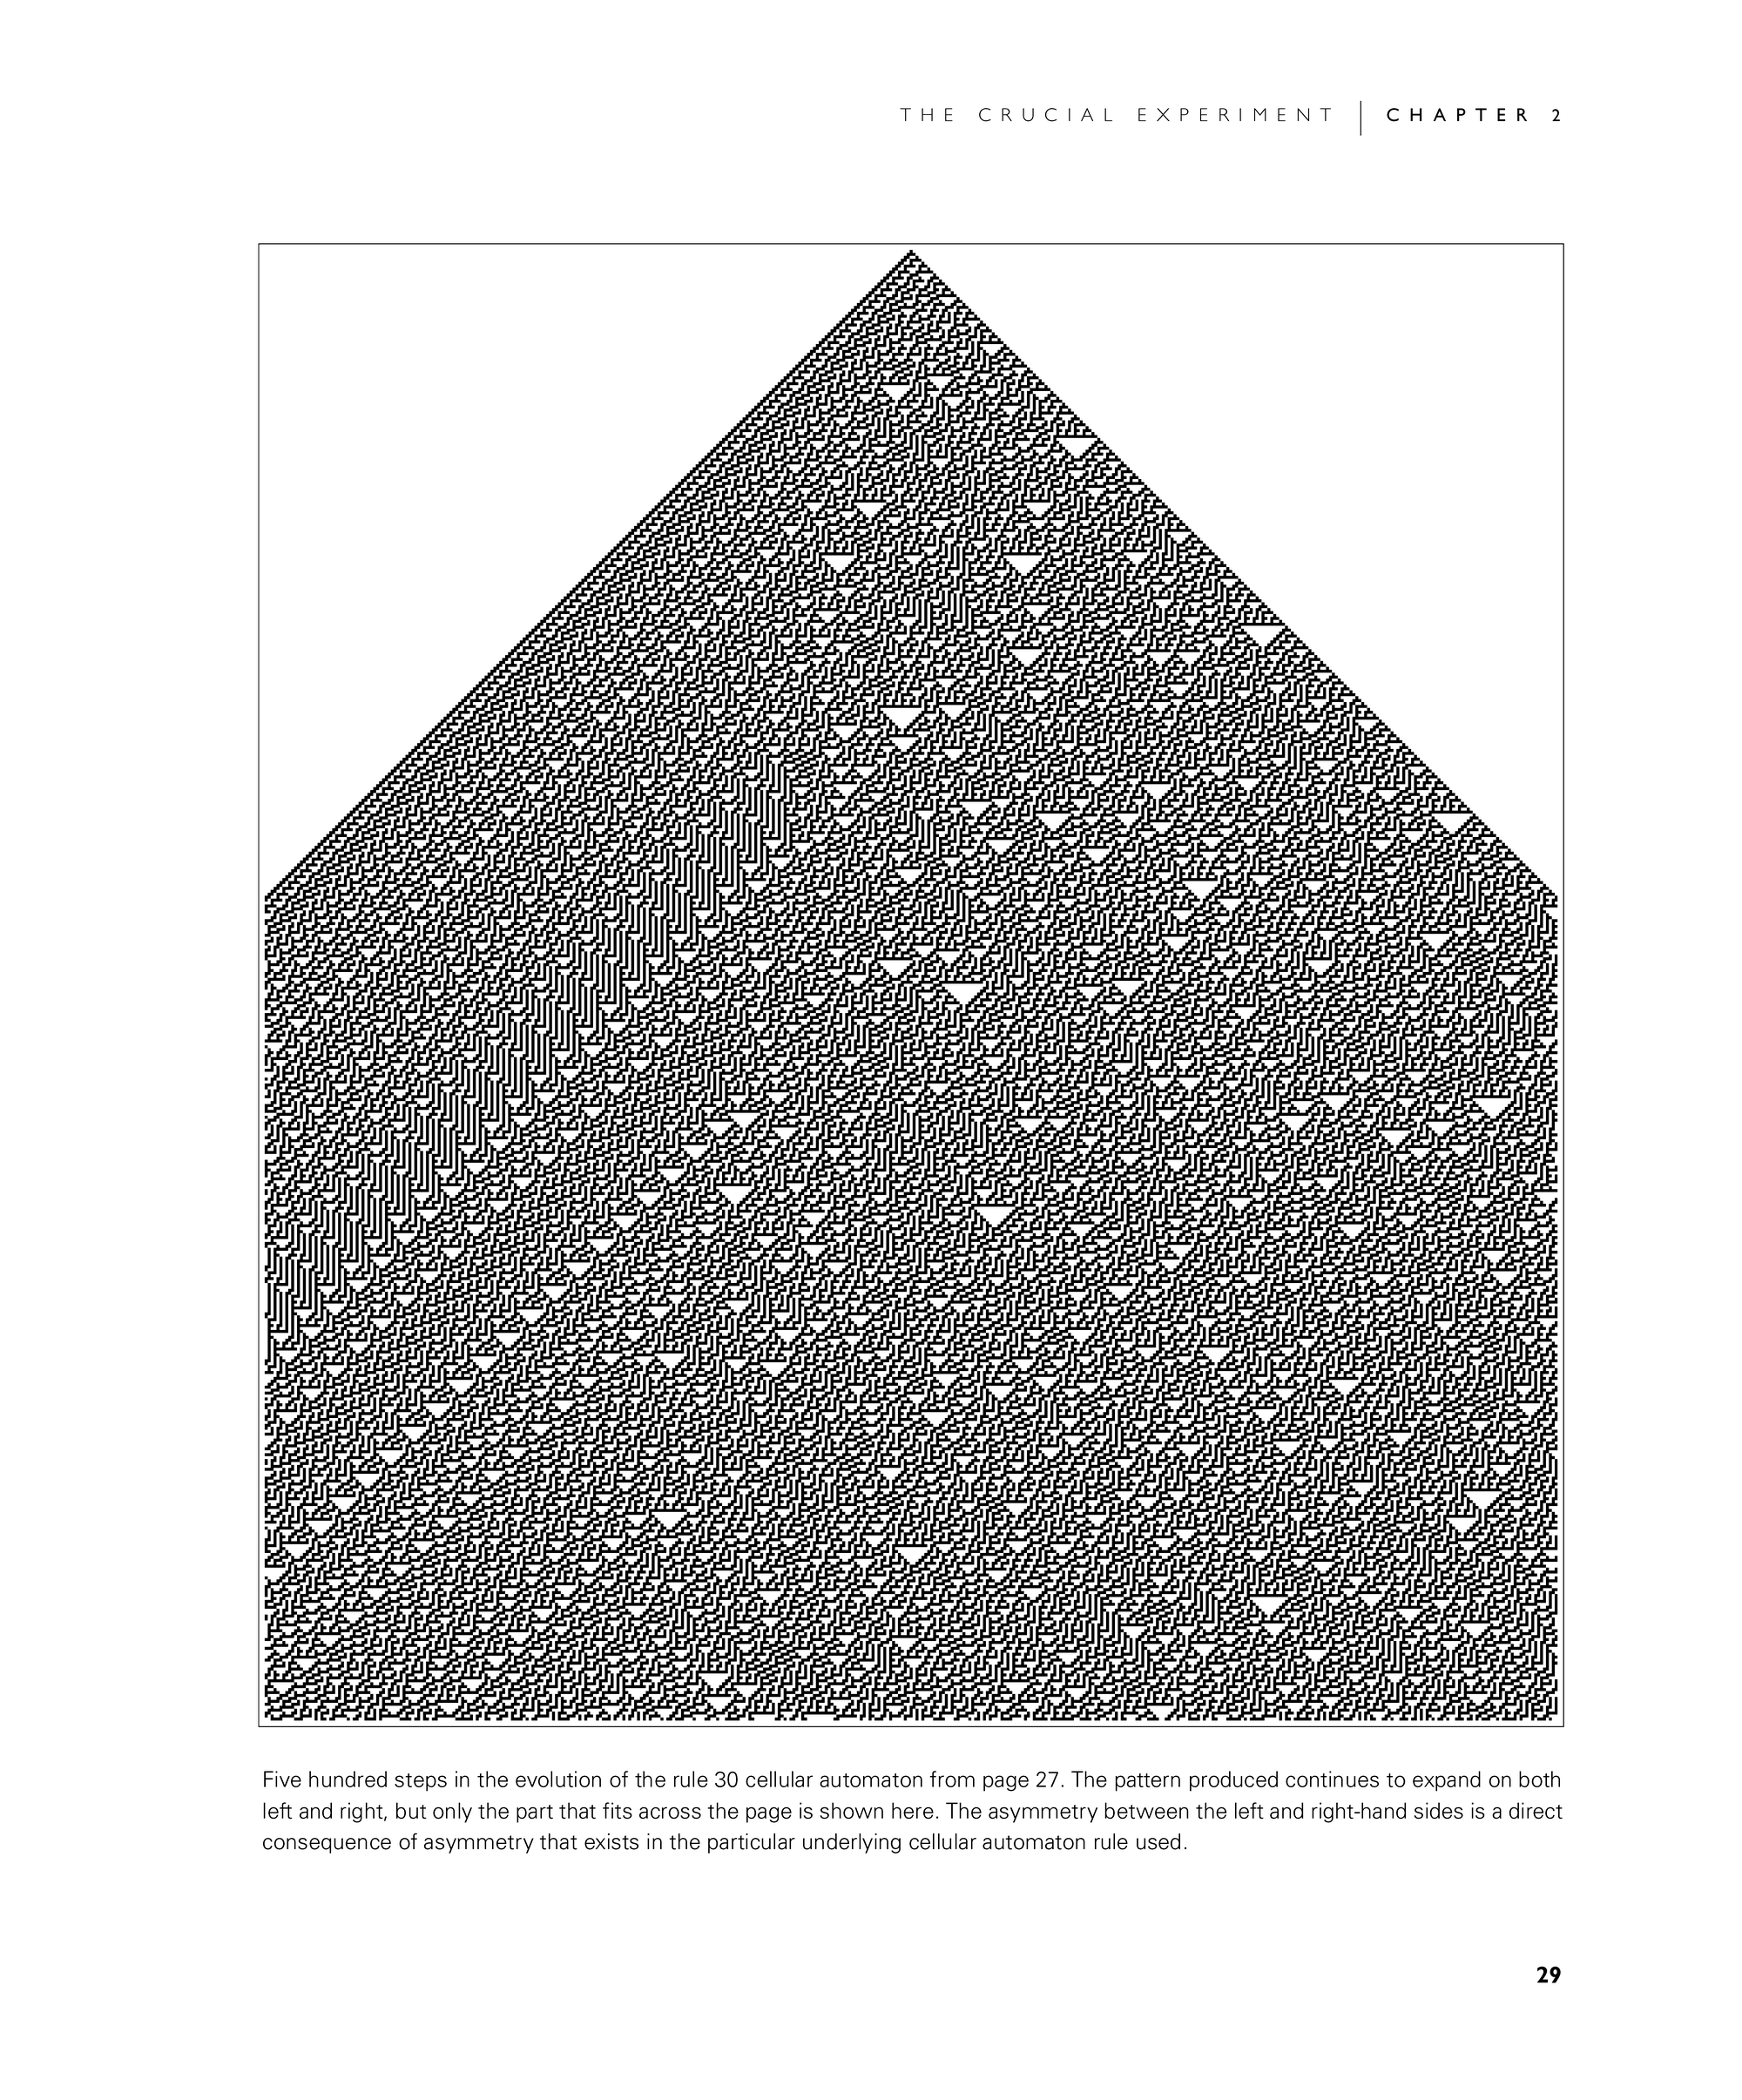 THE CRUCIAL EXPERIMENT | CHAPTER 2
Five hundred steps in the evolution of the rule 30 cellular automaton from page 27. The pattern produced continues to expand on both
left and right, but only the part that fits across the page is shown here. The asymmetry between the left and right-hand sides is a direct
consequence of asymmetry that exists in the particular underlying cellular automaton rule used.
29